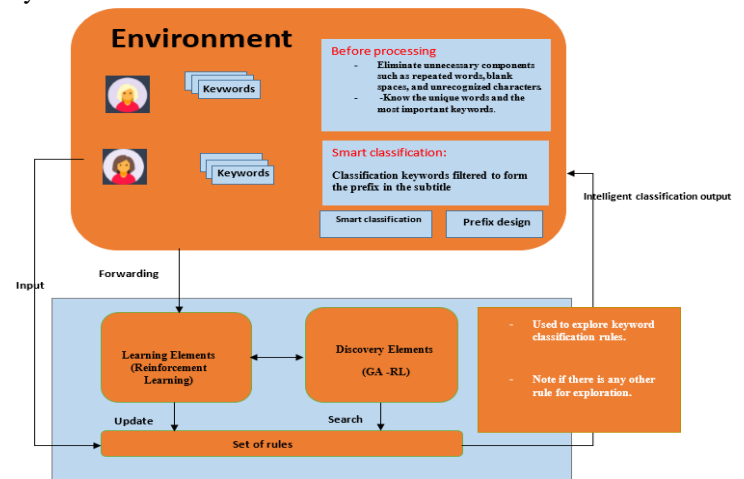 Environment
Kevwords
Keywords
Before processing
- Eliminate unnecessary components
such as repeated words, blank
spaces, and unrecognized characters.
- -Know the unique words and the
most important keywords.
Smart classification:
Classification keywords filtered to form
the prefix in the subtitle
Smart classification
Prefix design
Intelligent classification output
Forwarding
Input
Learning Elements
(Reinforcement
Learning)
Discovery Elements
(GA -RL)
- Used to explore keyword
classification rules.
- Note if there is any other
rule for exploration.
Update
Search
Set of rules